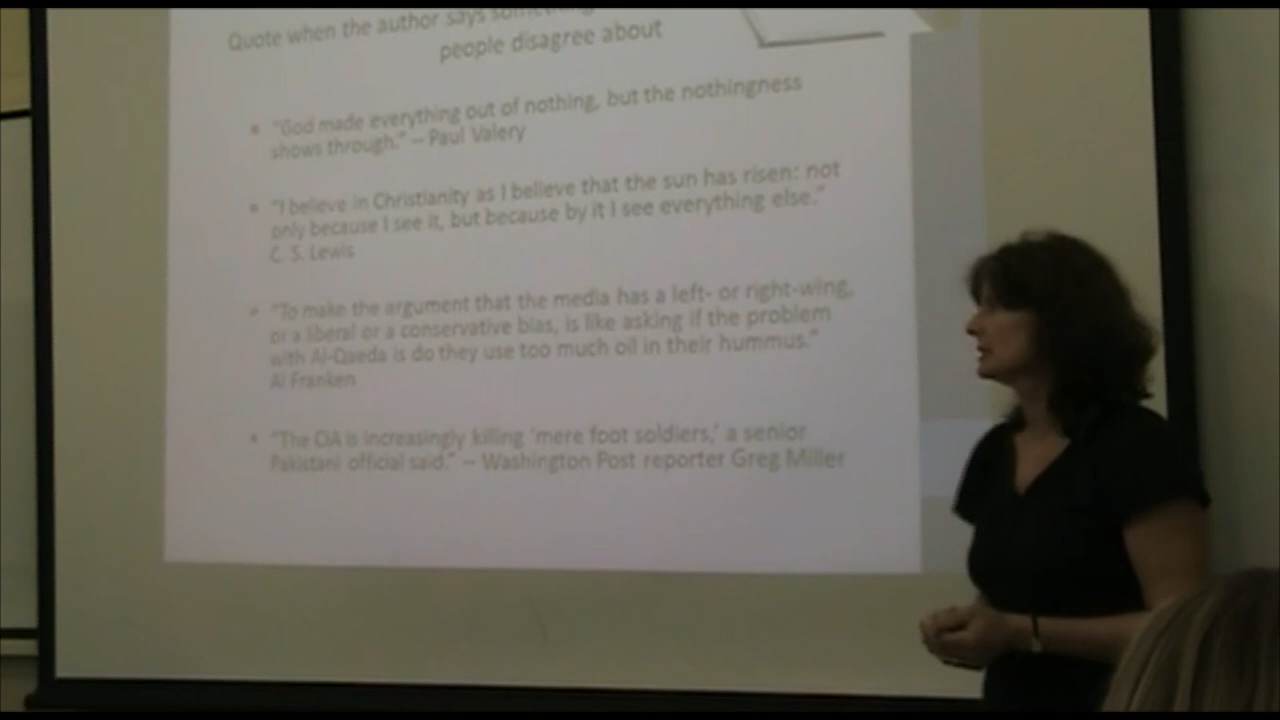 Quote when the author says something
people disagree about
• "God made everything out of nothing, but the nothingness
shows through." – Paul Valery
• "I believe in Christianity as I believe that the sun has risen: not
only because I see it, but because by it I see everything else."
C. S. Lewis
• "To make the argument that the media has a left- or right-wing,
or a liberal or a conservative bias, is like asking if the problem
with Al-Qaeda is do they use too much oil in their hummus."
Al Franken
• "The CIA is increasingly killing 'mere foot soldiers,' a senior
Pakistani official said." – Washington Post reporter Greg Miller